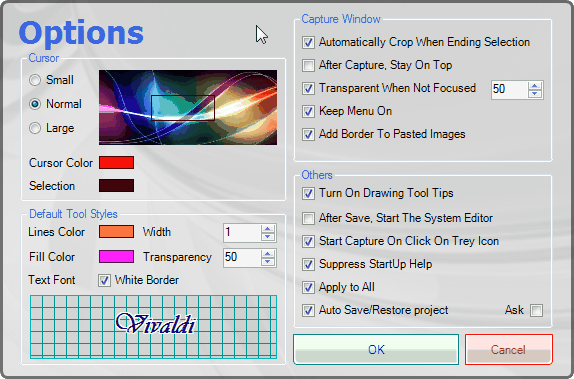 Options
Cursor
Small
Normal
Large
Cursor Color
Selection
Default Tool Styles
Lines Color Width 1
Fill Color Transparency 50
Text Font White Border
Vivaldi
Capture Window
Automatically Crop When Ending Selection
After Capture, Stay On Top
Transparent When Not Focused 50
Keep Menu On
Add Border To Pasted Images
Others
Turn On Drawing Tool Tips
After Save, Start The System Editor
Start Capture On Click On Trey Icon
Suppress StartUp Help
Apply to All
Auto Save/Restore project Ask
OK Cancel